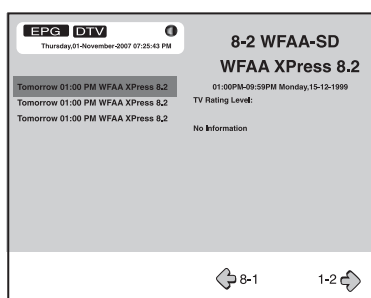 EPG DTV
Thursday,01-November-2007 07:25:43 PM
Tomorrow 01:00 PM WFAA XPress 8.2
Tomorrow 01:00 PM WFAA XPress 8.2
Tomorrow 01:00 PM WFAA XPress 8.2
8-2 WFAA-SD
WFAA XPress 8.2
01:00PM-09:59PM Monday,15-12-1999
TV Rating Level:
No Information
8-1
1-2